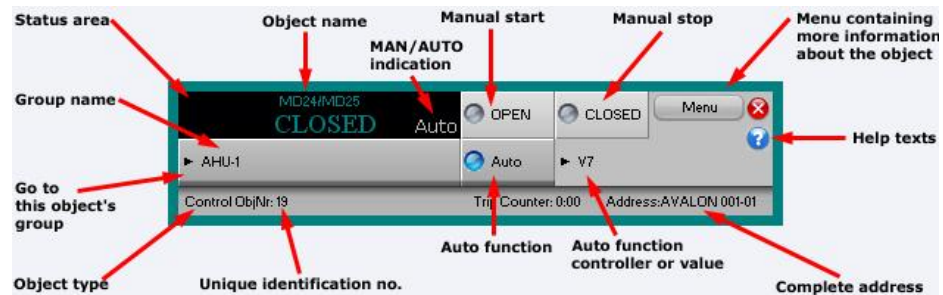 Status area
Object name
Manual start
Manual stop
Menu containing
more information
about the object
MAN/AUTO
indication
Group name
MD24/MD25
CLOSED
Auto
OPEN
CLOSED
Menu
Help texts
► AHU-1
Auto
► V7
Go to
this object's
group
Control ObjNr: 19
Trip Counter: 0:00
Address:AVALON 001-01
Auto function
Auto function
controller or value
Object type
Unique identification no.
Complete address